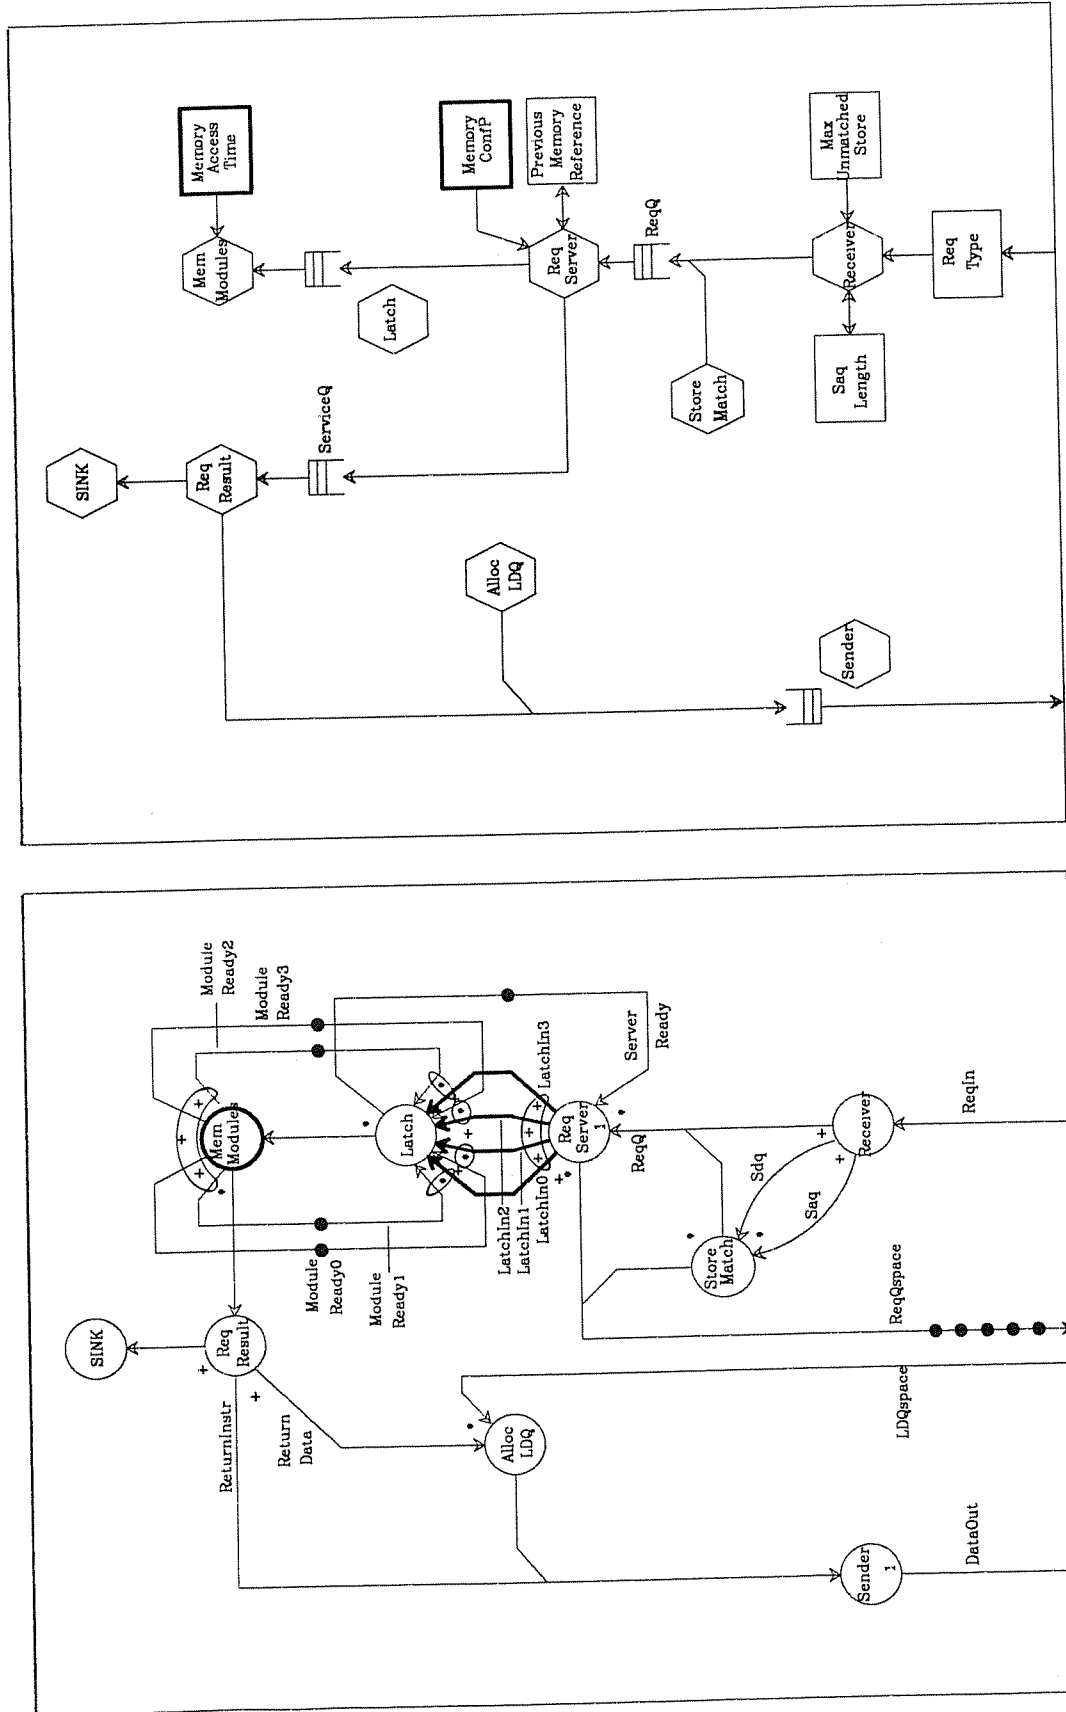 Memory
Access
Time
Mem
Modules
Latch
Memory
ConfP
Previous
Memory
Reference
Req
Server
ReqQ
Max
Unmatched
Store
Receiver
Req
Type
Saq
Length
Store
Match
ServiceQ
SINK
Req
Result
Alloc
LDQ
Sender
Module
Ready2
Module
Ready3
Mem
Modules
Latch
Server
Ready
LatchIn3
LatchIn2
LatchIn1
LatchIn0
Req
Server
1
ReqQ
Receiver
ReqIn
Sdq
Saq
Store
Match
Module
Ready0
Module
Ready1
SINK
Req
Result
ReturnInstr
Return
Data
Alloc
LDQ
ReqQspace
LDQspace
Sender
1
DataOut